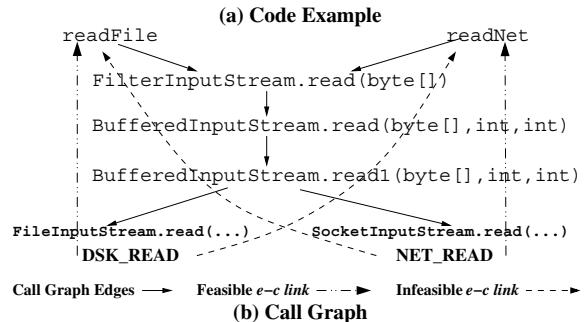 (a) Code Example
readFile readNet
FilterInputStream.read(byte[])
BufferedInputStream.read(byte[],int,int)
BufferedInputStream.read1(byte[],int,int)
FileInputStream.read(...) SocketInputStream.read(...)
DSK_READ NET_READ
Call Graph Edges Feasible e−c link Infeasible e−c link
(b) Call Graph